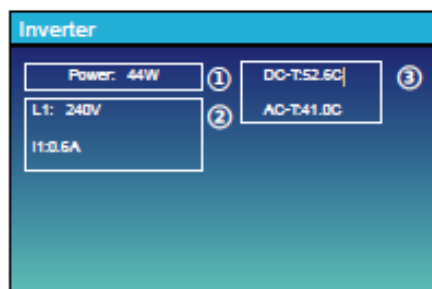 Inverter
Power: 44W
①
L1: 240V
②
I1:0.6A
DC-T:52.6C
③
AC-T:41.0C